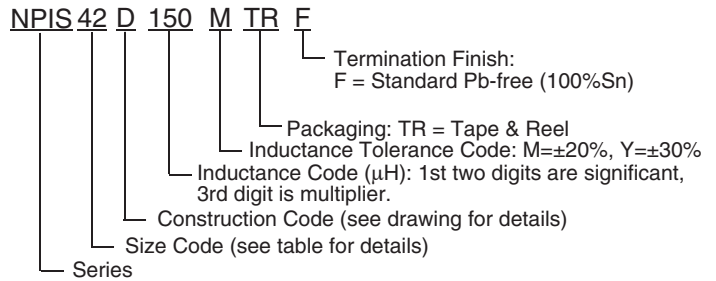 NPIS 42 D 150 M TR F
Termination Finish:
F = Standard Pb-free (100%Sn)
Packaging: TR = Tape & Reel
Inductance Tolerance Code: M=±20%, Y=±30%
Inductance Code (μH): 1st two digits are significant,
3rd digit is multiplier.
Construction Code (see drawing for details)
Size Code (see table for details)
Series